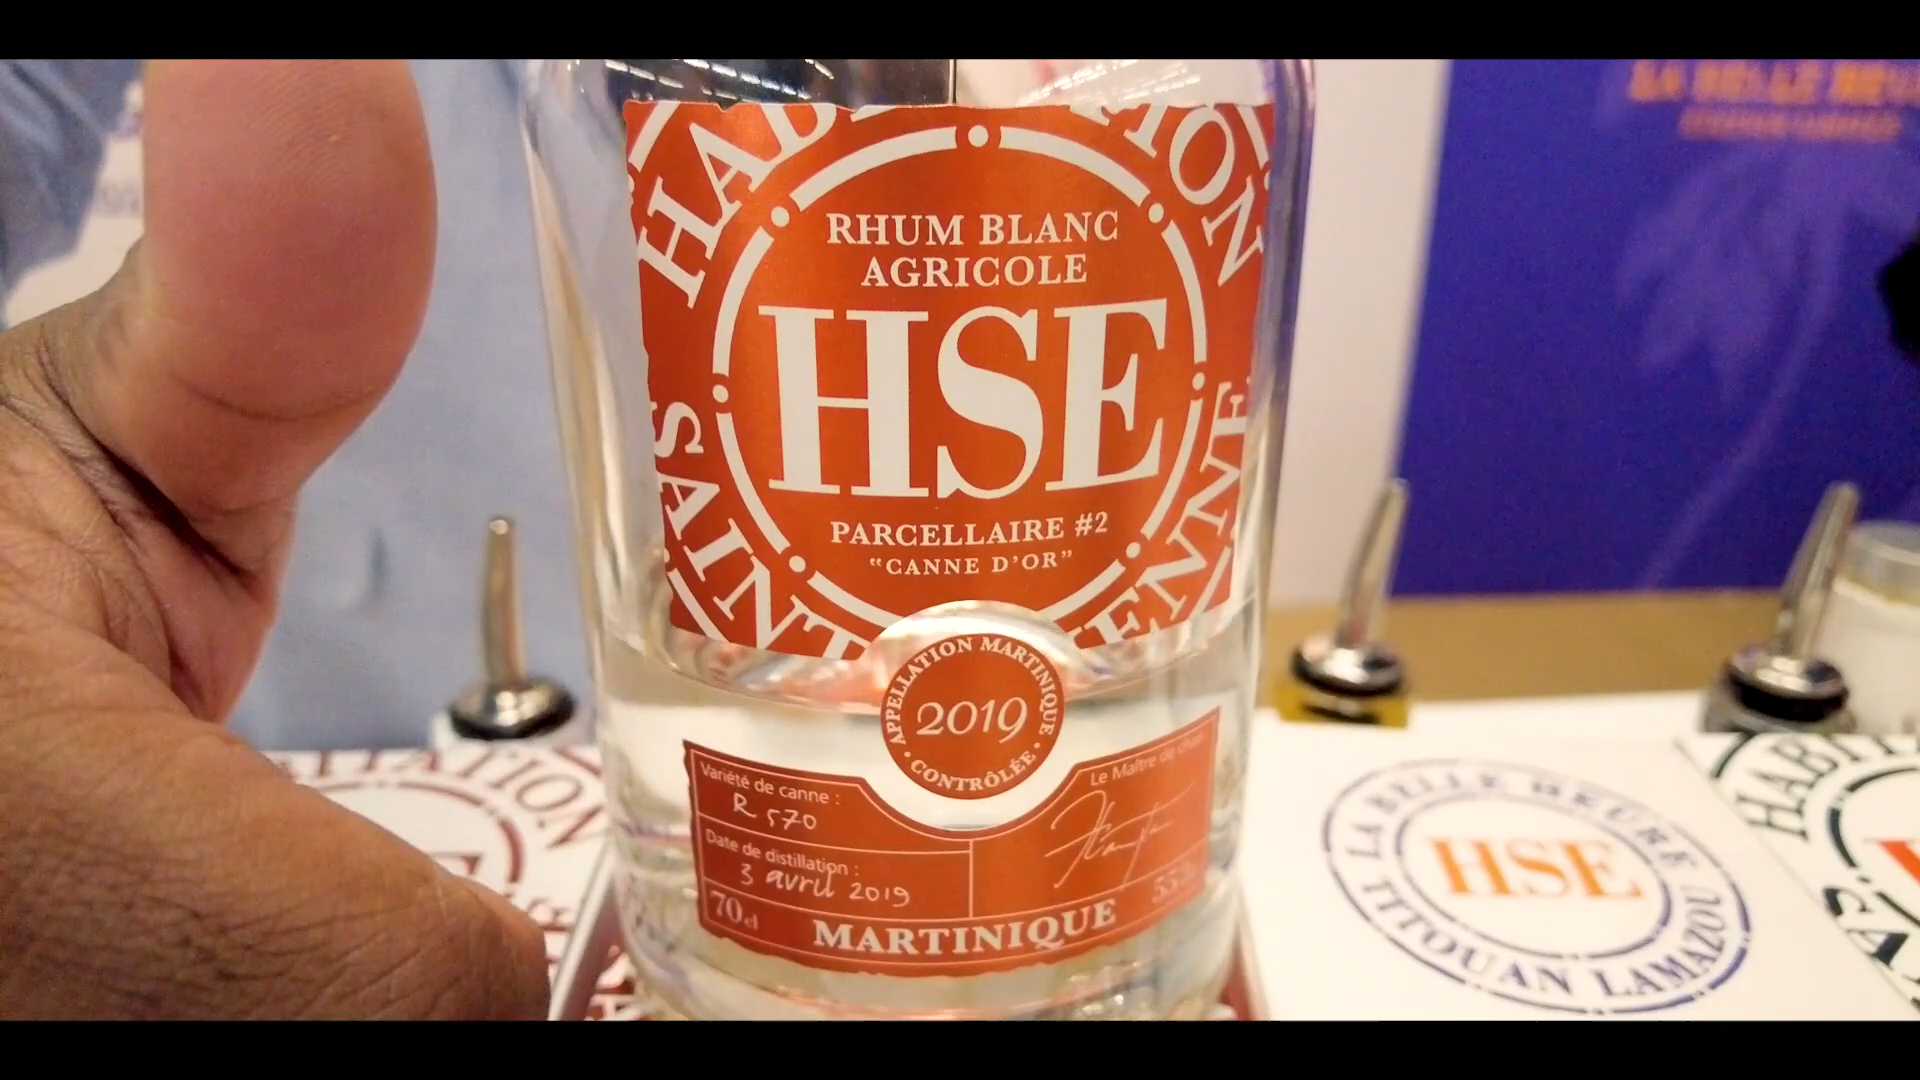 HABITATION
RHUM BLANC
AGRICOLE
HSE
PARCELLAIRE #2
"CANNE D'OR"
SAINT
APPELLATION MARTINIQUE
2019
• CONTRÔLÉE •
Variété de canne :
R 570
Le Maître de chai
Date de distillation :
3 avril 2019
70cl
MARTINIQUE
LA BELLE HEURE
HSE
TITOUAN LAMAZOU